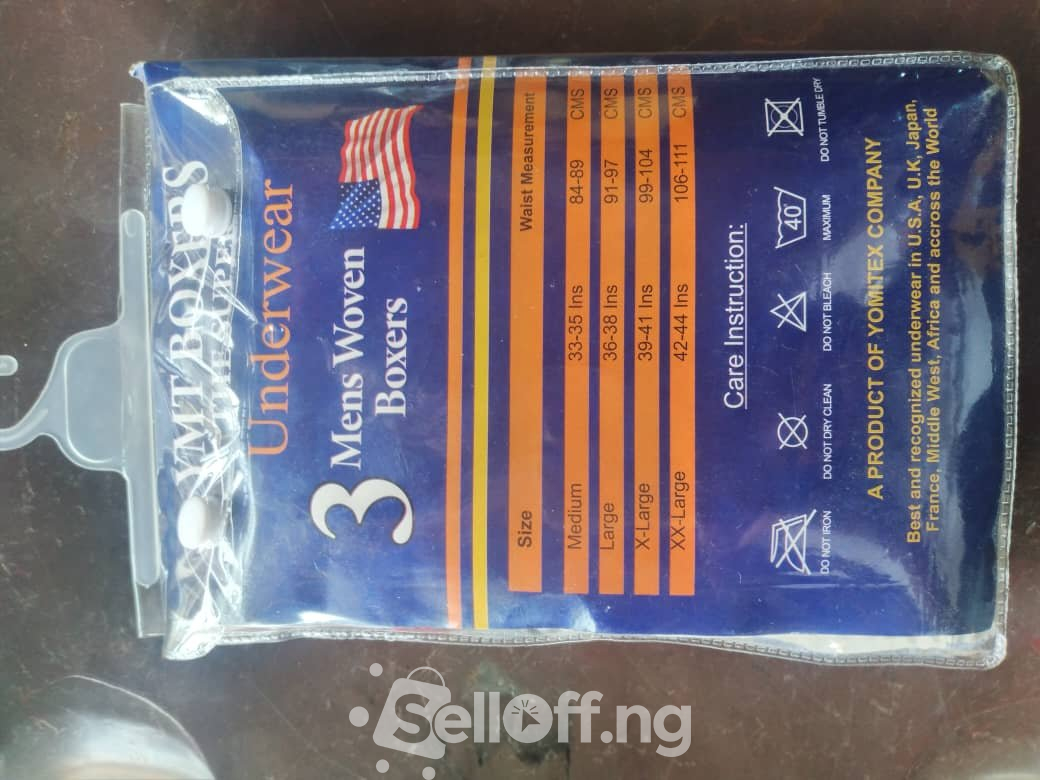 YMT BOXERS
Underwear
3 Mens Woven
Boxers
Size Waist Measurement
Medium 33-35 Ins 84-89 CMS
Large 36-38 Ins 91-97 CMS
X-Large 39-41 Ins 99-104 CMS
XX-Large 42-44 Ins 106-111 CMS
Care Instruction:
40
DO NOT IRON DO NOT DRY CLEAN DO NOT BLEACH MAXIMUM DO NOT TUMBLE DRY
A PRODUCT OF YOMITEX COMPANY
Best and recognized underwear in U.S.A, U.K, Japan,
France, Middle West, Africa and accross the World
SellOff.ng